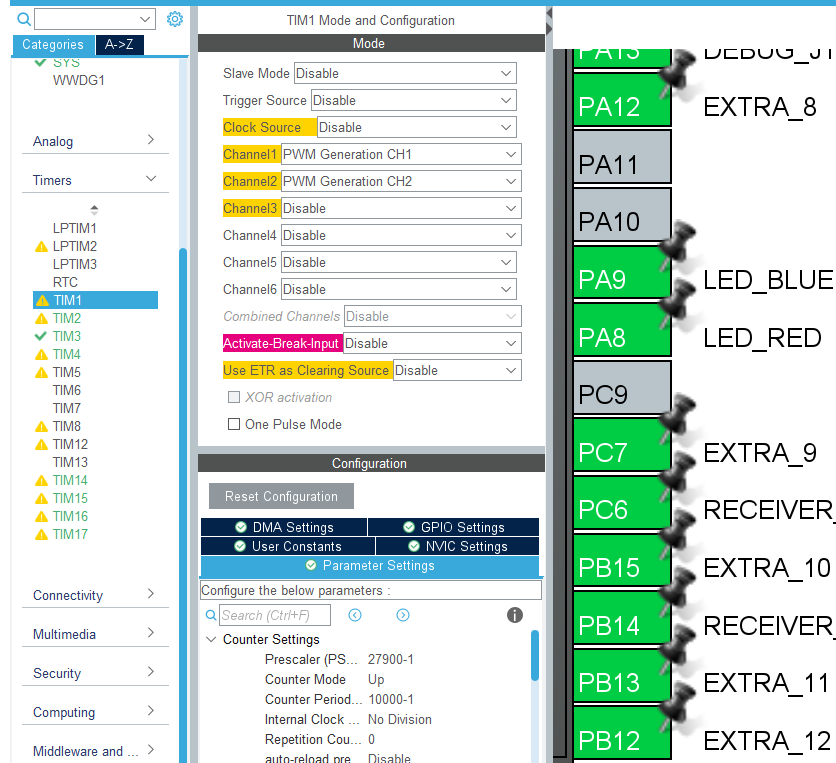 Categories
A->Z
SYS
WWDG1
Analog
Timers
LPTIM1
LPTIM2
LPTIM3
RTC
TIM1
TIM2
TIM3
TIM4
TIM5
TIM6
TIM7
TIM8
TIM12
TIM13
TIM14
TIM15
TIM16
TIM17
Connectivity
Multimedia
Security
Computing
Middleware and ...
TIM1 Mode and Configuration
Mode
Slave Mode Disable
Trigger Source Disable
Clock Source Disable
Channel1 PWM Generation CH1
Channel2 PWM Generation CH2
Channel3 Disable
Channel4 Disable
Channel5 Disable
Channel6 Disable
Combined Channels Disable
Activate-Break-Input Disable
Use ETR as Clearing Source Disable
XOR activation
One Pulse Mode
Configuration
Reset Configuration
DMA Settings
GPIO Settings
User Constants
NVIC Settings
Parameter Settings
Configure the below parameters :
Search (Ctrl+F)
Counter Settings
Prescaler (PS... 27900-1
Counter Mode Up
Counter Period... 10000-1
Internal Clock ... No Division
Repetition Cou... 0
auto-reload pre... Disable
PA13 DEBUG_JT
PA12 EXTRA_8
PA11
PA10
PA9 LED_BLUE
PA8 LED_RED
PC9
PC7 EXTRA_9
PC6 RECEIVER_
PB15 EXTRA_10
PB14 RECEIVER_
PB13 EXTRA_11
PB12 EXTRA_12